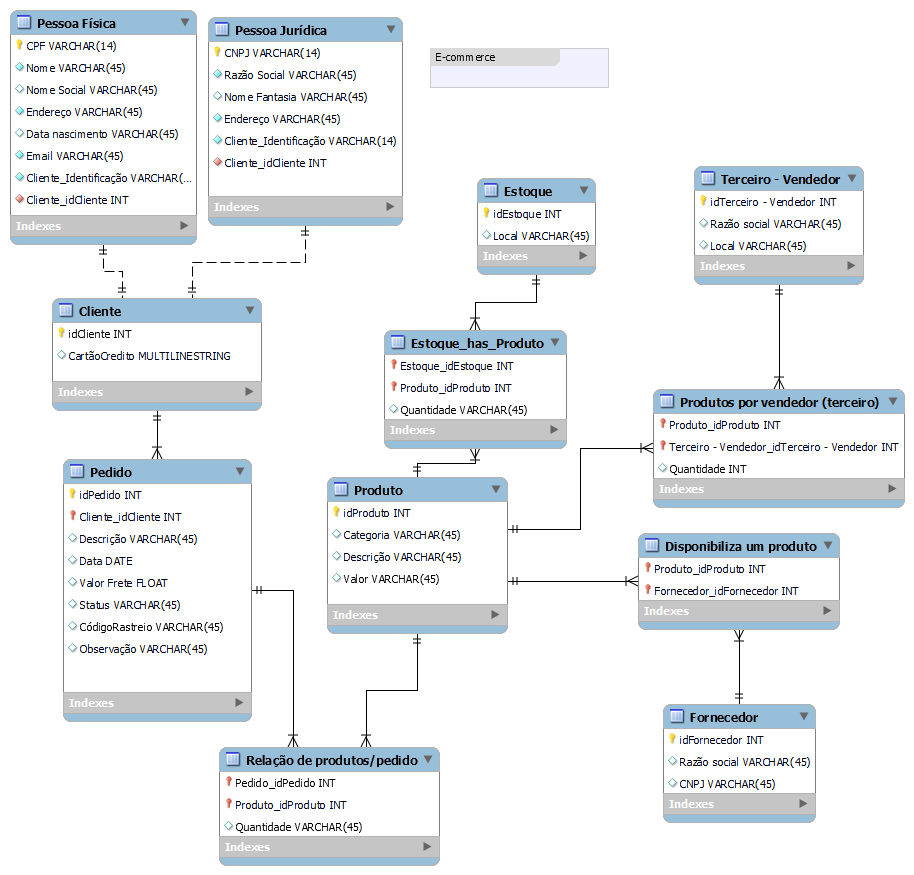 Pessoa Física
CPF VARCHAR(14)
Nome VARCHAR(45)
Nome Social VARCHAR(45)
Endereço VARCHAR(45)
Data nascimento VARCHAR(45)
Email VARCHAR(45)
Cliente_Identificação VARCHAR(...
Cliente_idCliente INT
Indexes
Pessoa Jurídica
CNPJ VARCHAR(14)
Razão Social VARCHAR(45)
Nome Fantasia VARCHAR(45)
Endereço VARCHAR(45)
Cliente_Identificação VARCHAR(14)
Cliente_idCliente INT
Indexes
E-commerce
Estoque
idEstoque INT
Local VARCHAR(45)
Indexes
Terceiro - Vendedor
idTerceiro - Vendedor INT
Razão social VARCHAR(45)
Local VARCHAR(45)
Indexes
Cliente
idCliente INT
CartãoCredito MULTILINESTRING
Indexes
Estoque_has_Produto
Estoque_idEstoque INT
Produto_idProduto INT
Quantidade VARCHAR(45)
Indexes
Produtos por vendedor (terceiro)
Produto_idProduto INT
Terceiro - Vendedor_idTerceiro - Vendedor INT
Quantidade INT
Indexes
Pedido
idPedido INT
Cliente_idCliente INT
Descrição VARCHAR(45)
Data DATE
Valor Frete FLOAT
Status VARCHAR(45)
CódigoRastreio VARCHAR(45)
Observação VARCHAR(45)
Indexes
Produto
idProduto INT
Categoria VARCHAR(45)
Descrição VARCHAR(45)
Valor VARCHAR(45)
Indexes
Disponibiliza um produto
Produto_idProduto INT
Fornecedor_idFornecedor INT
Indexes
Fornecedor
idFornecedor INT
Razão social VARCHAR(45)
CNPJ VARCHAR(45)
Indexes
Relação de produtos/pedido
Pedido_idPedido INT
Produto_idProduto INT
Quantidade VARCHAR(45)
Indexes